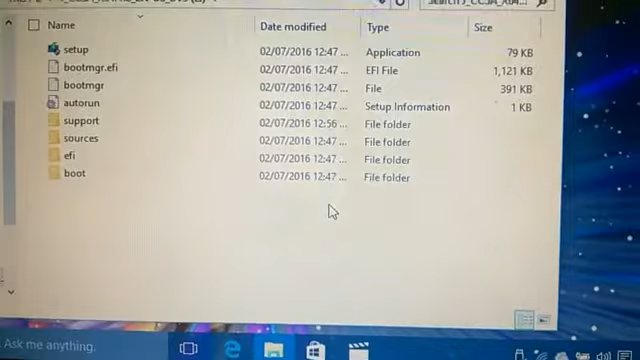 Name Date modified Type Size
setup 02/07/2016 12:47 ... Application 79 KB
bootmgr.efi 02/07/2016 12:47 ... EFI File 1,121 KB
bootmgr 02/07/2016 12:47 ... File 391 KB
autorun 02/07/2016 12:47 ... Setup Information 1 KB
support 02/07/2016 12:56 ... File folder
sources 02/07/2016 12:47 ... File folder
efi 02/07/2016 12:47 ... File folder
boot 02/07/2016 12:47 ... File folder
Ask me anything.